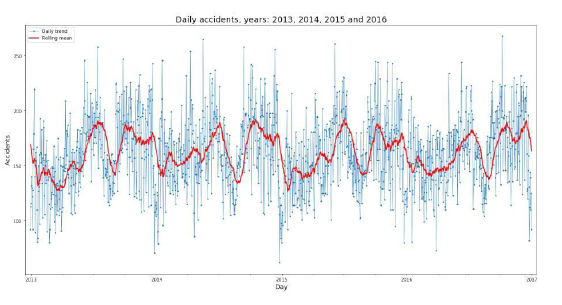 Daily accidents, years: 2013, 2014, 2015 and 2016
Daily trend
Rolling mean
250
200
150
100
Accidents
2013
2014
2015
2016
2017
Day